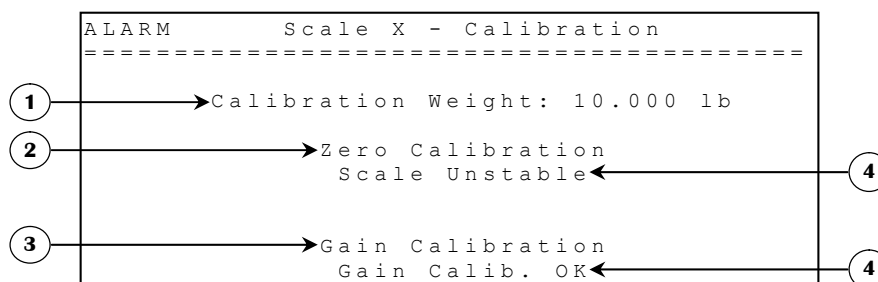 ALARM Scale X - Calibration
========================================
1 Calibration Weight: 10.000 lb
2 Zero Calibration
Scale Unstable 4
3 Gain Calibration
Gain Calib. OK 4